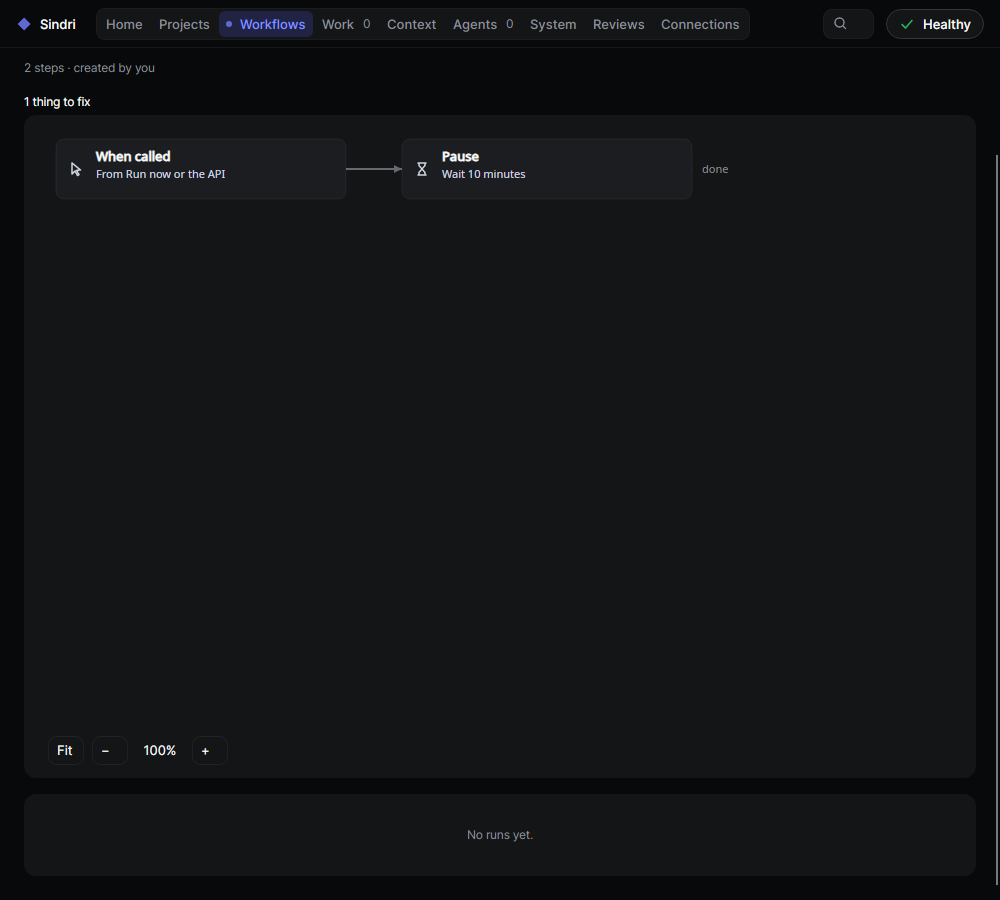 Sindri Home Projects Workflows Work 0 Context Agents 0 System Reviews Connections Healthy
2 steps · created by you
1 thing to fix
When called
From Run now or the API
Pause
Wait 10 minutes
done
Fit − 100% +
No runs yet.